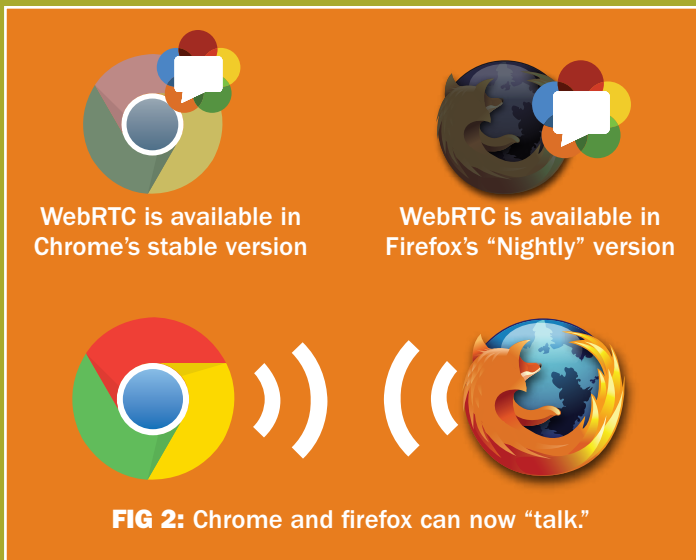 WebRTC is available in
Chrome's stable version
WebRTC is available in
Firefox's “Nightly” version
FIG 2: Chrome and firefox can now “talk.”